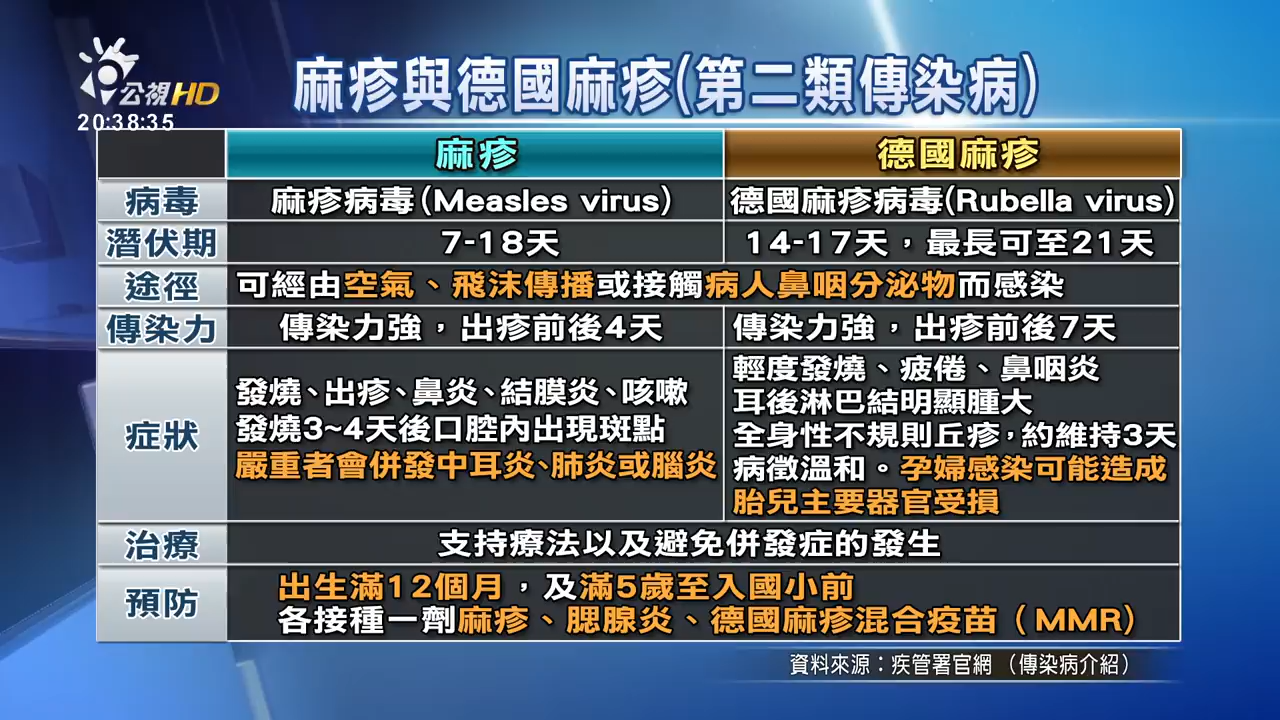 公視HD
20:38:35
麻疹與德國麻疹(第二類傳染病)
麻疹
德國麻疹
病毒
麻疹病毒(Measles virus)
德國麻疹病毒(Rubella virus)
潛伏期
7-18天
14-17天，最長可至21天
途徑
可經由空氣、飛沫傳播或接觸病人鼻咽分泌物而感染
傳染力
傳染力強，出疹前後4天
傳染力強，出疹前後7天
症狀
發燒、出疹、鼻炎、結膜炎、咳嗽
發燒3~4天後口腔內出現斑點
嚴重者會併發中耳炎、肺炎或腦炎
輕度發燒、疲倦、鼻咽炎
耳後淋巴結明顯腫大
全身性不規則丘疹，約維持3天
病徵溫和。孕婦感染可能造成
胎兒主要器官受損
治療
支持療法以及避免併發症的發生
預防
出生滿12個月，及滿5歲至入國小前
各接種一劑麻疹、腮腺炎、德國麻疹混合疫苗（MMR）
資料來源：疾管署官網（傳染病介紹）